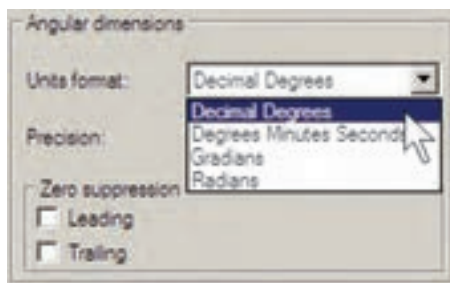 Angular dimensions
Units format: Decimal Degrees
Decimal Degrees
Precision: Degrees Minutes Seconds
Gradians
Radians
Zero suppression
Leading
Trailing